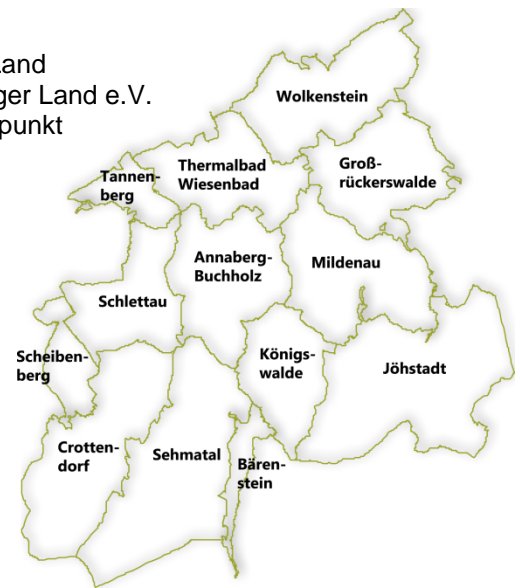 Land
ger Land e.V.
punkt
Wolkenstein
Thermalbad
Wiesenbad
Groß-
rückerswalde
Tannen-
berg
Annaberg-
Buchholz
Mildenau
Schlettau
Scheiben-
berg
Königs-
walde
Jöhstadt
Crotten-
dorf
Sehmatal
Bären-
stein